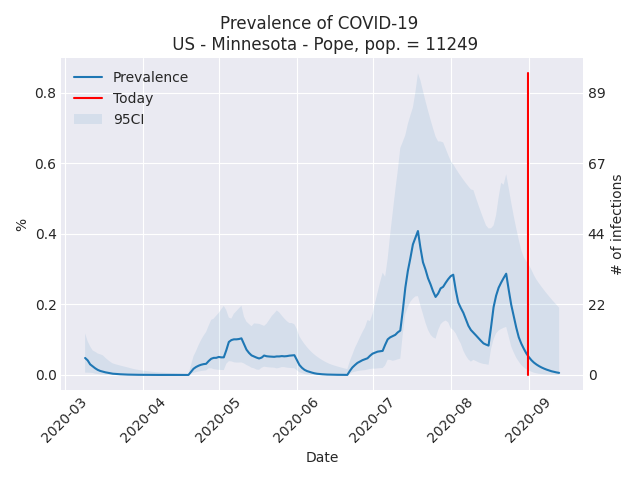 Prevalence of COVID-19
US - Minnesota - Pope, pop. = 11249
Prevalence
Today
95CI
0.8
0.6
0.4
0.2
0.0
%
89
67
44
22
0
# of infections
2020-03
2020-04
2020-05
2020-06
2020-07
2020-08
2020-09
Date